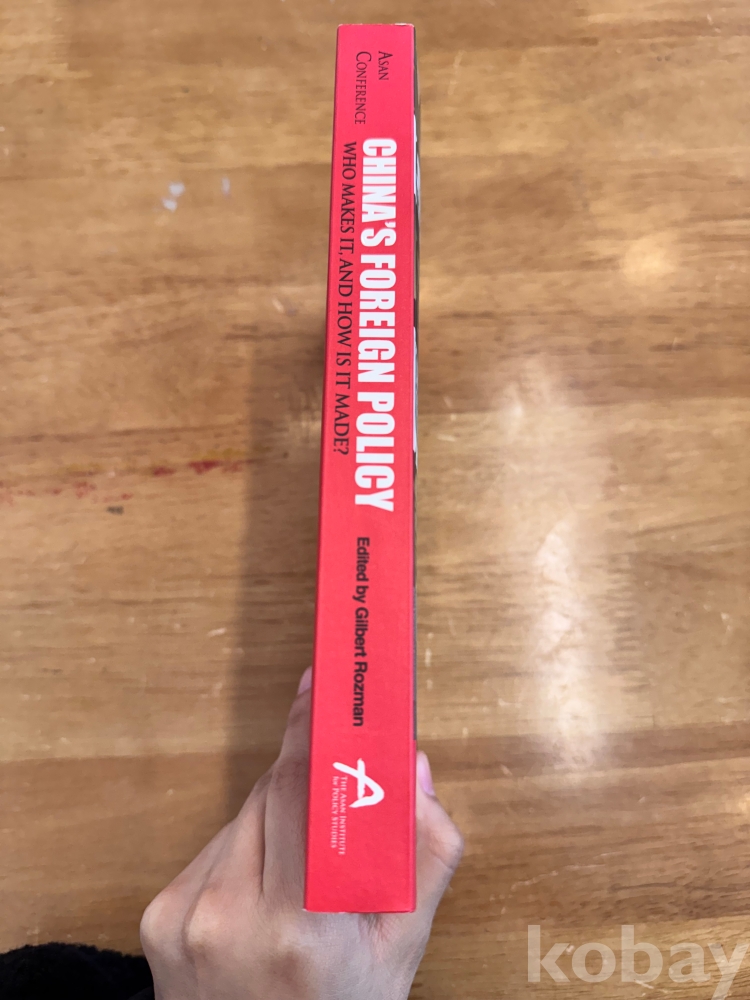 ASAN
CONFERENCE
CHINA'S FOREIGN POLICY
WHO MAKES IT, AND HOW IS IT MADE?
Edited by Gilbert Rozman
THE ASAN INSTITUTE
for POLICY STUDIES
kobay